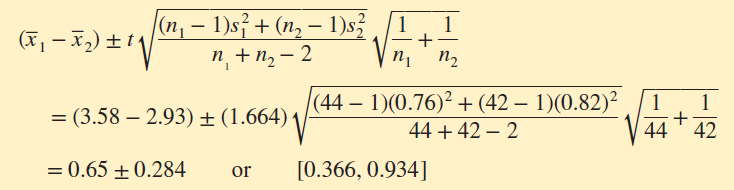 (x̄₁ − x̄₂) ± t √((n₁ − 1)s₁² + (n₂ − 1)s₂² / n₁ + n₂ − 2) √(1/n₁ + 1/n₂)
= (3.58 − 2.93) ± (1.664) √((44 − 1)(0.76)² + (42 − 1)(0.82)² / 44 + 42 − 2) √(1/44 + 1/42)
= 0.65 ± 0.284 or [0.366, 0.934]